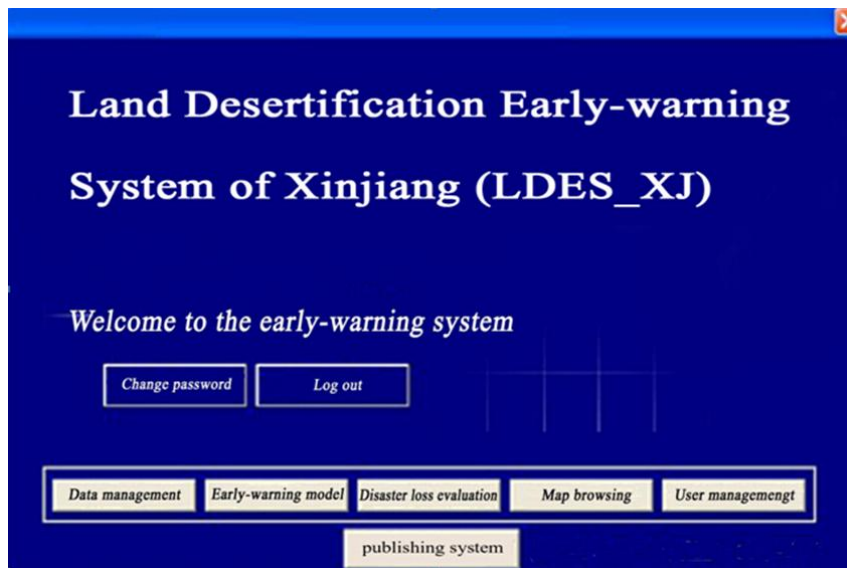 Land Desertification Early-warning
System of Xinjiang (LDES_XJ)
Welcome to the early-warning system
Change password Log out
Data management Early-warning model Disaster loss evaluation Map browsing User managemengt
publishing system